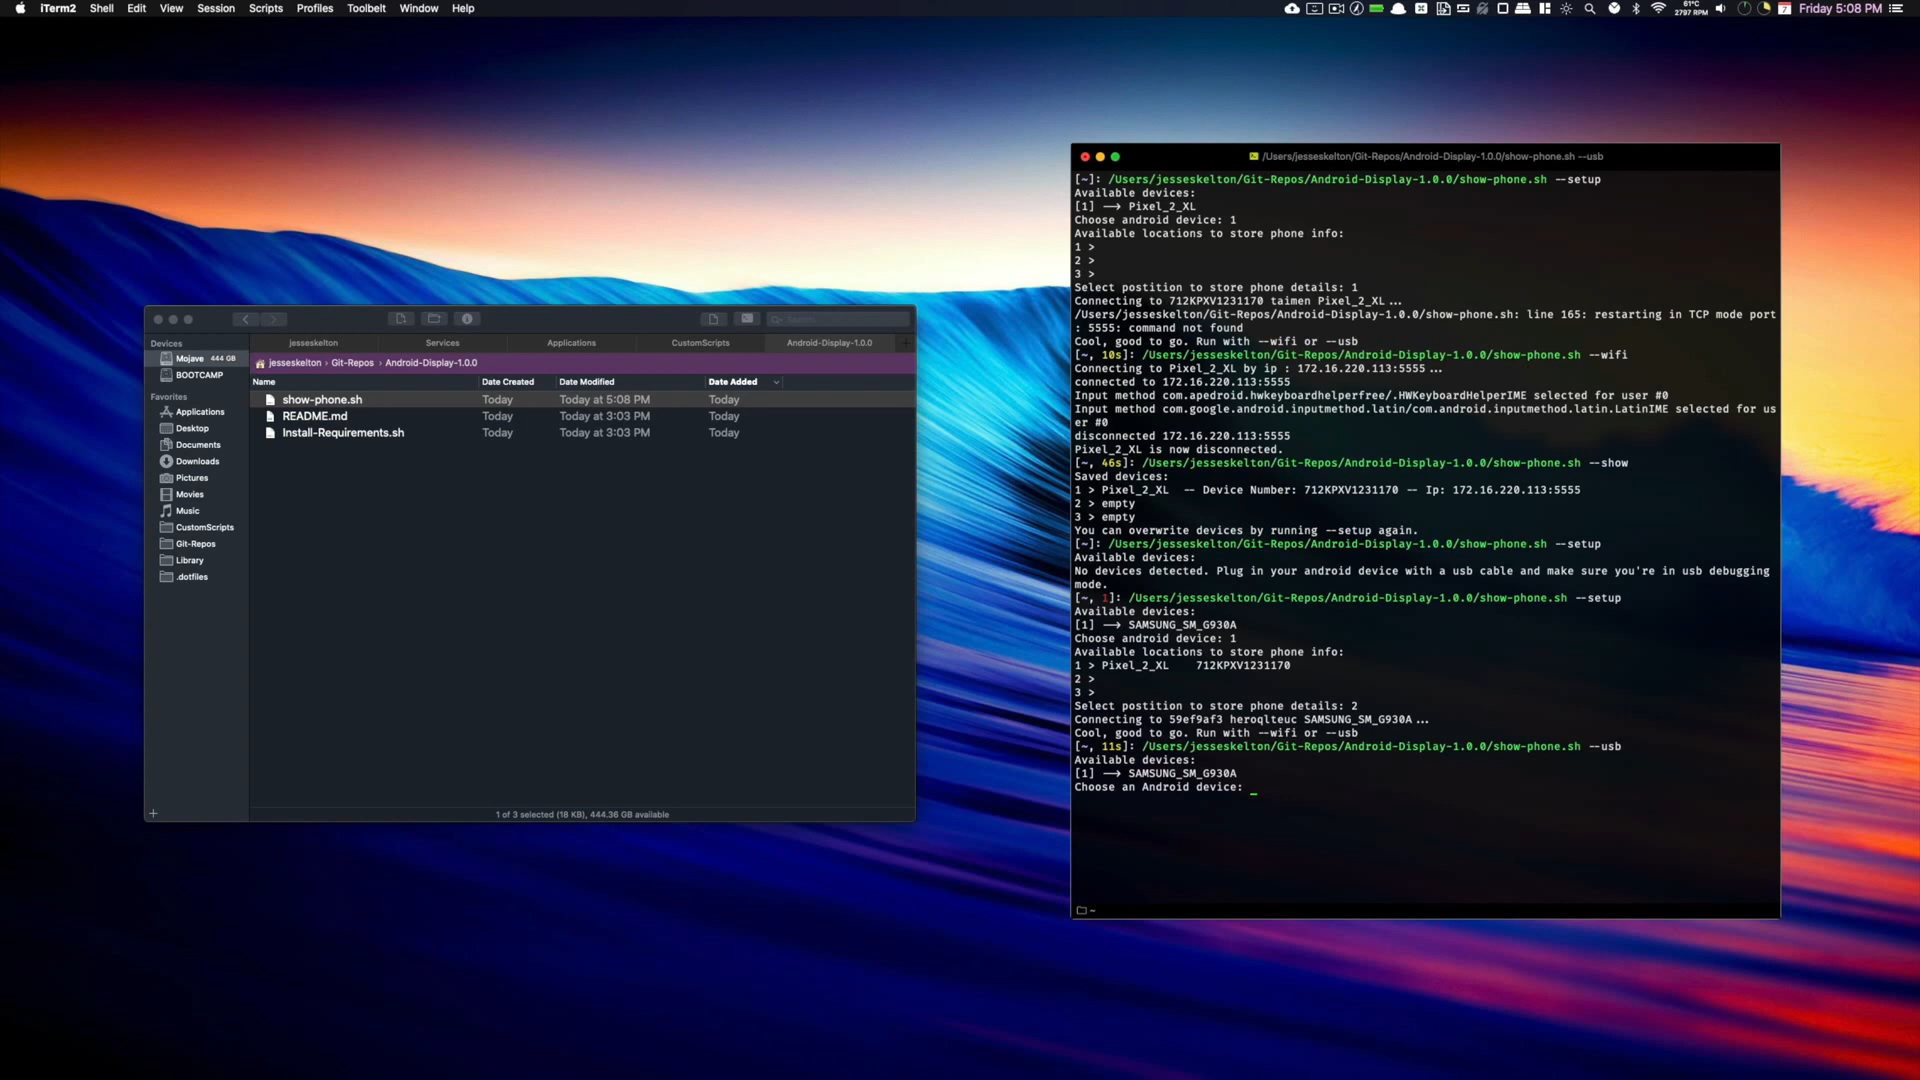 iTerm2 Shell Edit View Session Scripts Profiles Toolbelt Window Help
61°C
2797 RPM
7
Friday 5:08 PM
Devices
Mojave 444 GB
BOOTCAMP
Favorites
Applications
Desktop
Documents
Downloads
Pictures
Movies
Music
CustomScripts
Git-Repos
Library
.dotfiles
Search
jesseskelton Services Applications CustomScripts Android-Display-1.0.0
jesseskelton › Git-Repos › Android-Display-1.0.0
Name Date Created Date Modified Date Added
show-phone.sh Today Today at 5:08 PM Today
README.md Today Today at 3:03 PM Today
Install-Requirements.sh Today Today at 3:03 PM Today
1 of 3 selected (18 KB), 444.36 GB available
/Users/jesseskelton/Git-Repos/Android-Display-1.0.0/show-phone.sh --usb
[~]: /Users/jesseskelton/Git-Repos/Android-Display-1.0.0/show-phone.sh --setup
Available devices:
[1] --> Pixel_2_XL
Choose android device: 1
Available locations to store phone info:
1 >
2 >
3 >
Select postition to store phone details: 1
Connecting to 712KPXV1231170 taimen Pixel_2_XL...
/Users/jesseskelton/Git-Repos/Android-Display-1.0.0/show-phone.sh: line 165: restarting in TCP mode port
: 5555: command not found
Cool, good to go. Run with --wifi or --usb
[~, 10s]: /Users/jesseskelton/Git-Repos/Android-Display-1.0.0/show-phone.sh --wifi
Connecting to Pixel_2_XL by ip : 172.16.220.113:5555...
connected to 172.16.220.113:5555
Input method com.apedroid.hwkeyboardhelperfree/.HWKeyboardHelperIME selected for user #0
Input method com.google.android.inputmethod.latin/com.android.inputmethod.latin.LatinIME selected for us
er #0
disconnected 172.16.220.113:5555
Pixel_2_XL is now disconnected.
[~, 46s]: /Users/jesseskelton/Git-Repos/Android-Display-1.0.0/show-phone.sh --show
Saved devices:
1 > Pixel_2_XL -- Device Number: 712KPXV1231170 -- Ip: 172.16.220.113:5555
2 > empty
3 > empty
You can overwrite devices by running --setup again.
[~]: /Users/jesseskelton/Git-Repos/Android-Display-1.0.0/show-phone.sh --setup
Available devices:
No devices detected. Plug in your android device with a usb cable and make sure you're in usb debugging
mode.
[~, 1]: /Users/jesseskelton/Git-Repos/Android-Display-1.0.0/show-phone.sh --setup
Available devices:
[1] --> SAMSUNG_SM_G930A
Choose android device: 1
Available locations to store phone info:
1 > Pixel_2_XL 712KPXV1231170
2 >
3 >
Select postition to store phone details: 2
Connecting to 59ef9af3 heroqlteuc SAMSUNG_SM_G930A...
Cool, good to go. Run with --wifi or --usb
[~, 11s]: /Users/jesseskelton/Git-Repos/Android-Display-1.0.0/show-phone.sh --usb
Available devices:
[1] --> SAMSUNG_SM_G930A
Choose an Android device: _
~